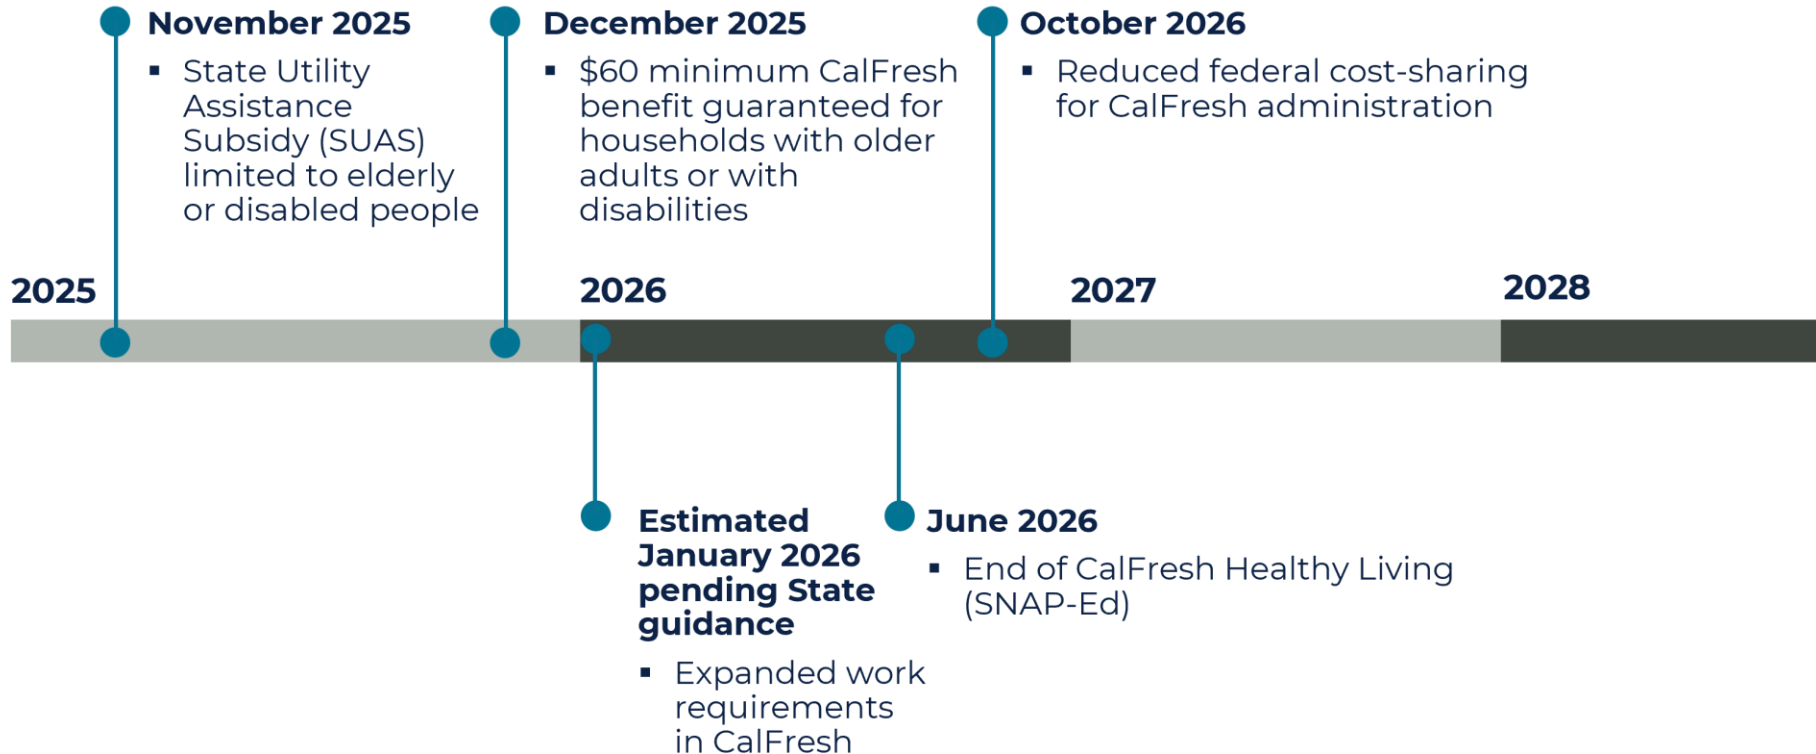 November 2025
▪ State Utility
Assistance
Subsidy (SUAS)
limited to elderly
or disabled people
December 2025
▪ $60 minimum CalFresh
benefit guaranteed for
households with older
adults or with
disabilities
October 2026
▪ Reduced federal cost-sharing
for CalFresh administration
2025
2026
2027
2028
Estimated
January 2026
pending State
guidance
▪ Expanded work
requirements
in CalFresh
June 2026
▪ End of CalFresh Healthy Living
(SNAP-Ed)